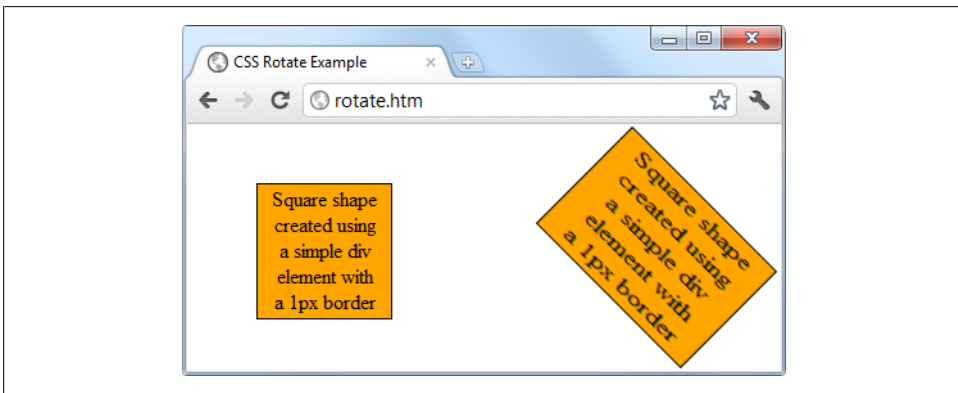 CSS Rotate Example
rotate.htm
Square shape
created using
a simple div
element with
a 1px border
Square shape
created using
a simple div
element with
a 1px border